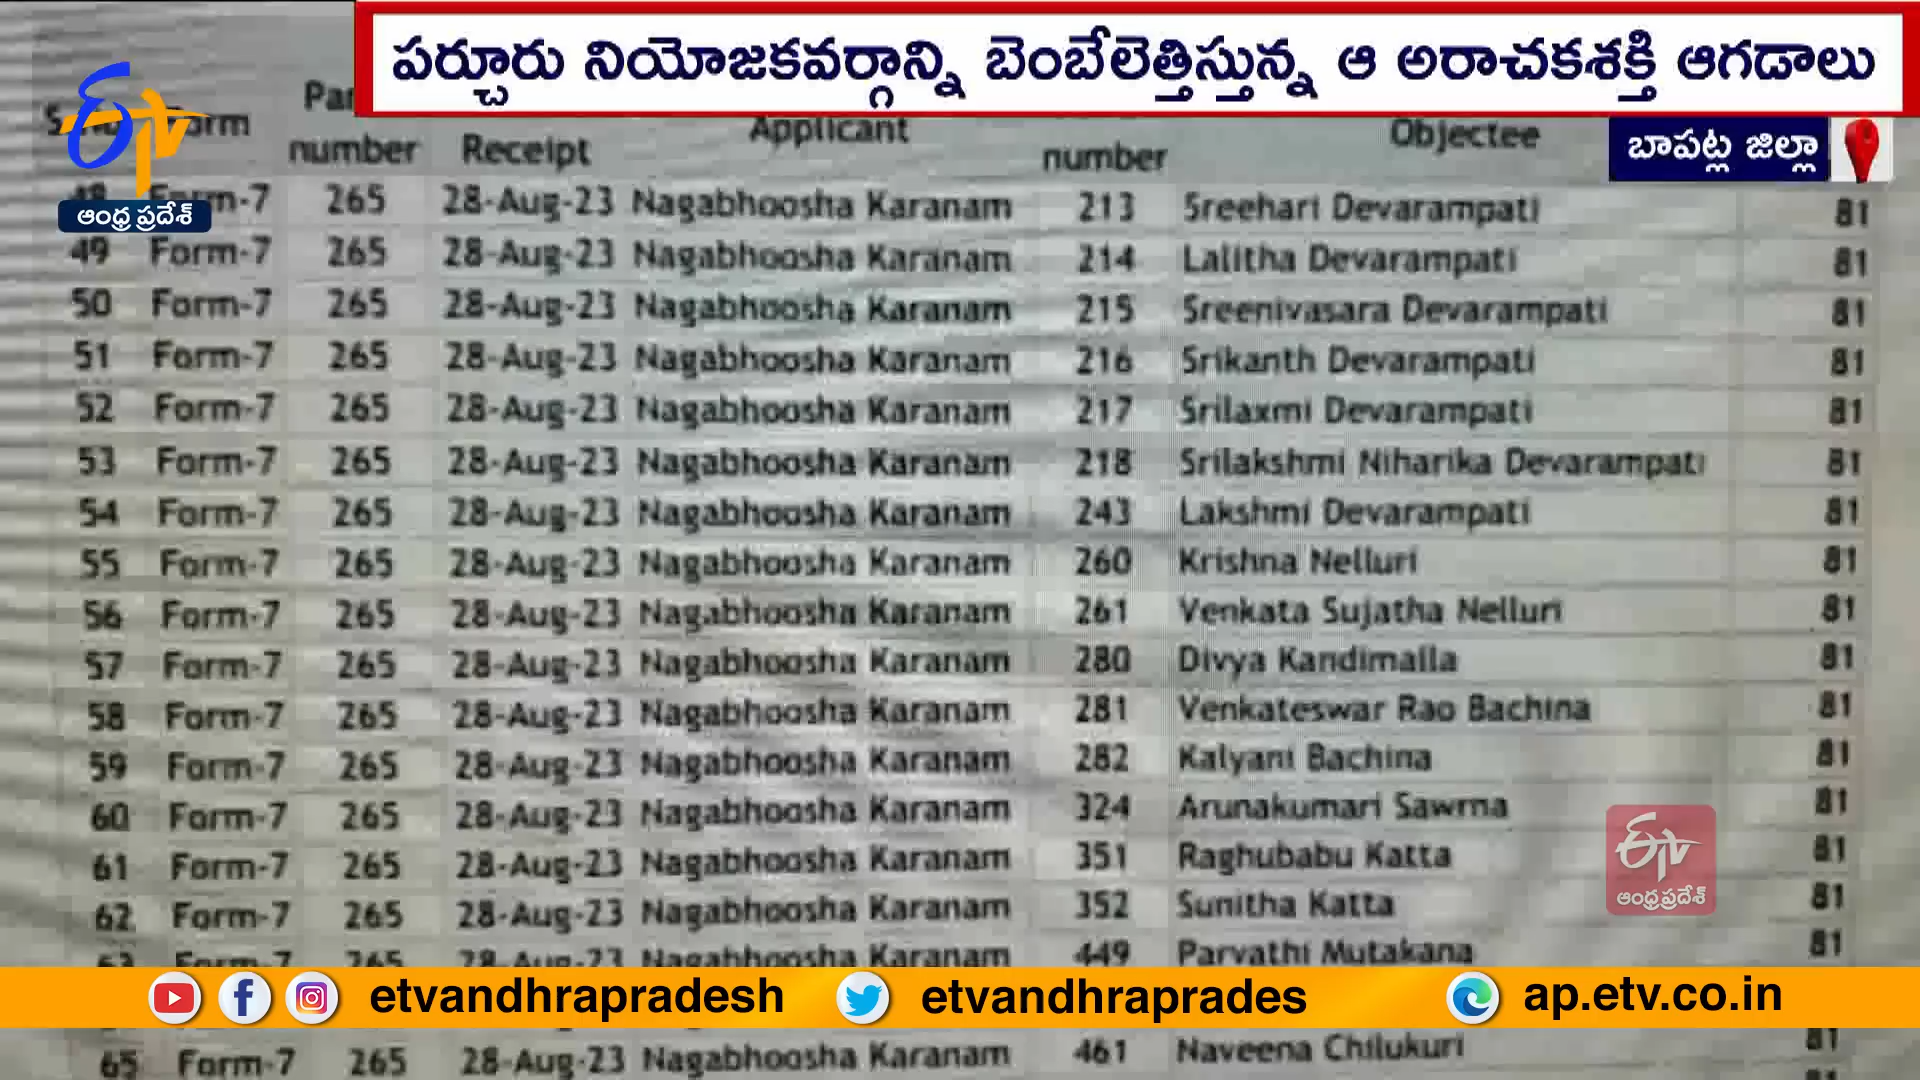 పర్చూరు నియోజకవర్గాన్ని బెంబేలెత్తిస్తున్న ఆ అరాచకశక్తి ఆగడాలు
బాపట్ల జిల్లా
ETV
ఆంధ్ర ప్రదేశ్
Form number Receipt Applicant number Objectee
48 Form-7 265 28-Aug-23 Nagabhoosha Karanam 213 Sreehari Devarampati 81
49 Form-7 265 28-Aug-23 Nagabhoosha Karanam 214 Lalitha Devarampati 81
50 Form-7 265 28-Aug-23 Nagabhoosha Karanam 215 Sreenivasara Devarampati 81
51 Form-7 265 28-Aug-23 Nagabhoosha Karanam 216 Srikanth Devarampati 81
52 Form-7 265 28-Aug-23 Nagabhoosha Karanam 217 Srilaxmi Devarampati 81
53 Form-7 265 28-Aug-23 Nagabhoosha Karanam 218 Srilakshmi Niharika Devarampati 81
54 Form-7 265 28-Aug-23 Nagabhoosha Karanam 243 Lakshmi Devarampati 81
55 Form-7 265 28-Aug-23 Nagabhoosha Karanam 260 Krishna Nelluri 81
56 Form-7 265 28-Aug-23 Nagabhoosha Karanam 261 Venkata Sujatha Nelluri 81
57 Form-7 265 28-Aug-23 Nagabhoosha Karanam 280 Divya Kandimalla 81
58 Form-7 265 28-Aug-23 Nagabhoosha Karanam 281 Venkateswar Rao Bachina 81
59 Form-7 265 28-Aug-23 Nagabhoosha Karanam 282 Kalyani Bachina 81
60 Form-7 265 28-Aug-23 Nagabhoosha Karanam 324 Arunakumari Sawrna 81
61 Form-7 265 28-Aug-23 Nagabhoosha Karanam 351 Raghubabu Katta 81
62 Form-7 265 28-Aug-23 Nagabhoosha Karanam 352 Sunitha Katta 81
63 Form-7 265 28-Aug-23 Nagabhoosha Karanam 449 Parvathi Mutakana 81
ETV
ఆంధ్రప్రదేశ్
etvandhrapradesh etvandhraprades ap.etv.co.in
65 Form-7 265 28-Aug-23 Nagabhoosha Karanam 461 Naveena Chilukuri 81